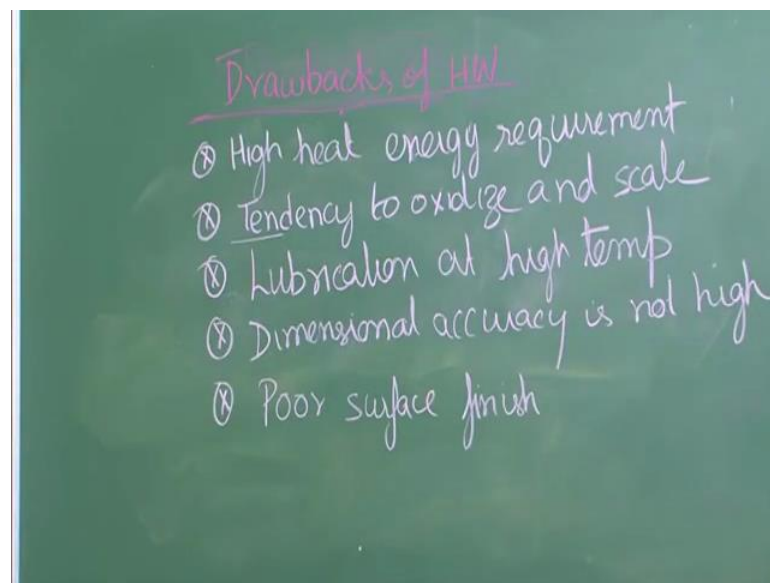 Drawbacks of HW
ⓧ High heat energy requirement
ⓧ Tendency to oxidize and scale
ⓧ Lubrication at high temp
ⓧ Dimensional accuracy is not high
ⓧ Poor surface finish